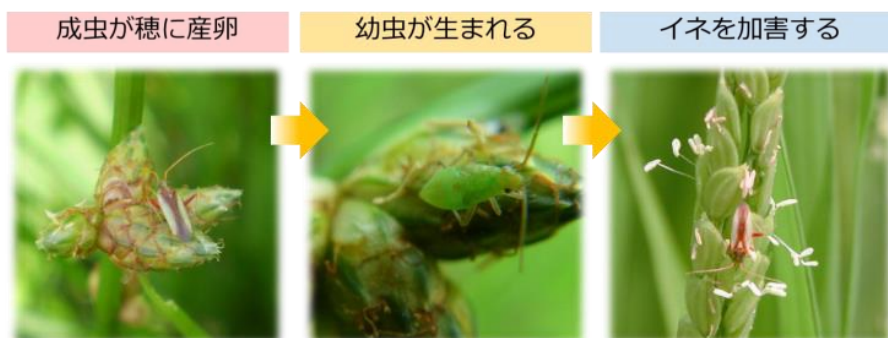 成虫が穂に産卵
幼虫が生まれる
イネを加害する